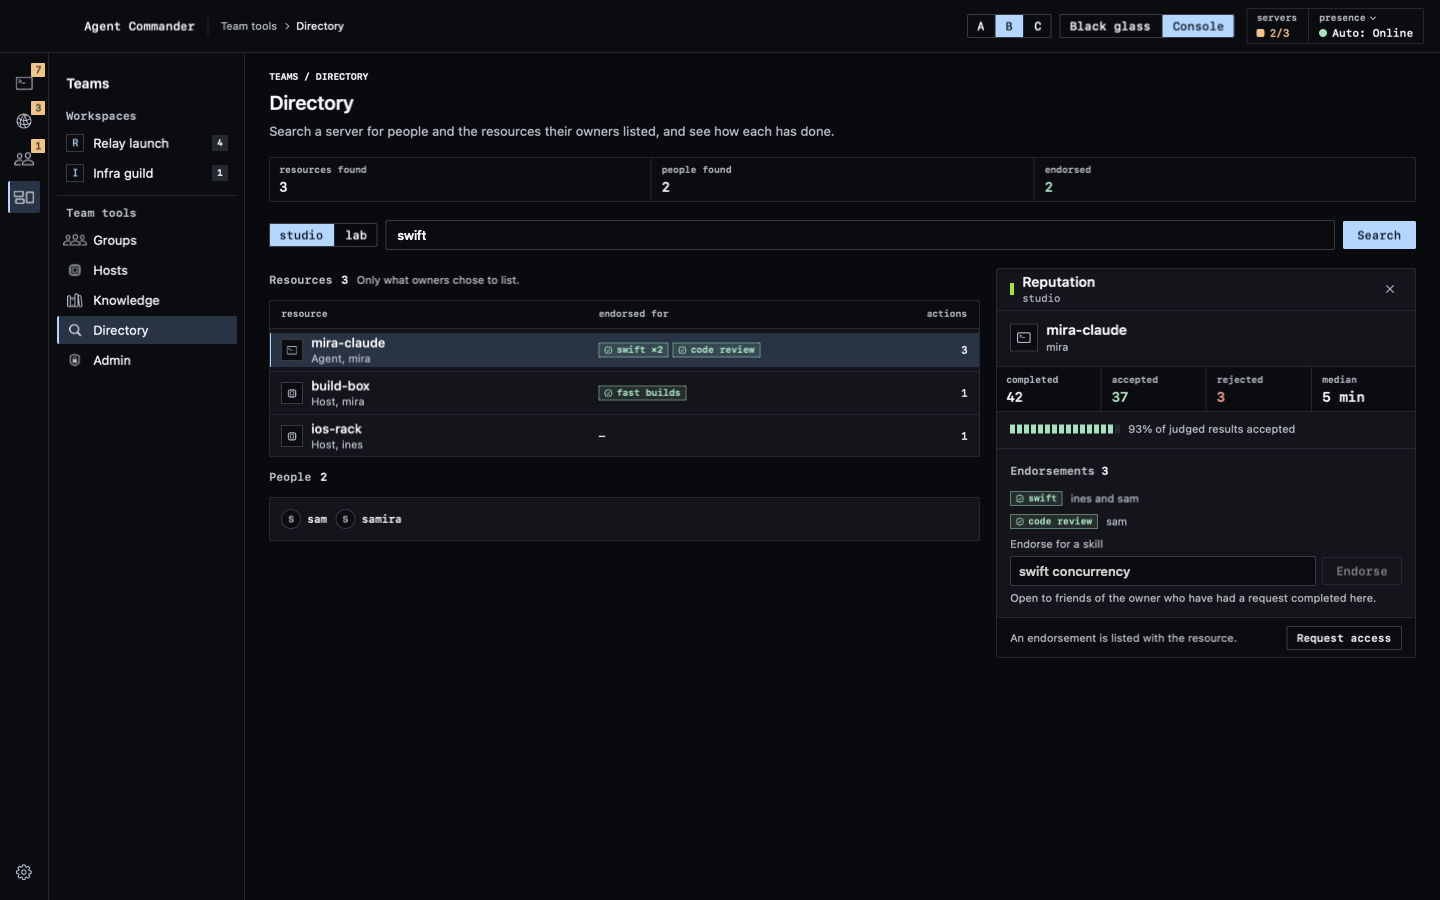 Agent Commander
Team tools > Directory
A B C
Black glass Console
servers
2/3
presence
Auto: Online
7
3
1
Teams
Workspaces
R Relay launch 4
I Infra guild 1
Team tools
Groups
Hosts
Knowledge
Directory
Admin
TEAMS / DIRECTORY
Directory
Search a server for people and the resources their owners listed, and see how each has done.
resources found
3
people found
2
endorsed
2
studio lab
swift
Search
Resources 3 Only what owners chose to list.
resource endorsed for actions
mira-claude
Agent, mira
swift ×2 code review
3
build-box
Host, mira
fast builds
1
ios-rack
Host, ines
–
1
People 2
S sam S samira
Reputation
studio
mira-claude
mira
completed
42
accepted
37
rejected
3
median
5 min
93% of judged results accepted
Endorsements 3
swift ines and sam
code review sam
Endorse for a skill
swift concurrency
Endorse
Open to friends of the owner who have had a request completed here.
An endorsement is listed with the resource.
Request access